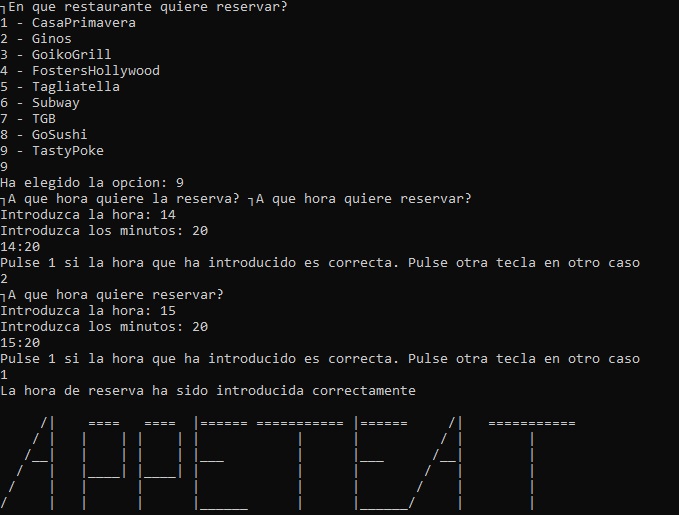 ┐En que restaurante quiere reservar?
1 - CasaPrimavera
2 - Ginos
3 - GoikoGrill
4 - FostersHollywood
5 - Tagliatella
6 - Subway
7 - TGB
8 - GoSushi
9 - TastyPoke
9
Ha elegido la opcion: 9
┐A que hora quiere la reserva? ┐A que hora quiere reservar?
Introduzca la hora: 14
Introduzca los minutos: 20
14:20
Pulse 1 si la hora que ha introducido es correcta. Pulse otra tecla en otro caso
2
┐A que hora quiere reservar?
Introduzca la hora: 15
Introduzca los minutos: 20
15:20
Pulse 1 si la hora que ha introducido es correcta. Pulse otra tecla en otro caso
1
La hora de reserva ha sido introducida correctamente
APPETEAT